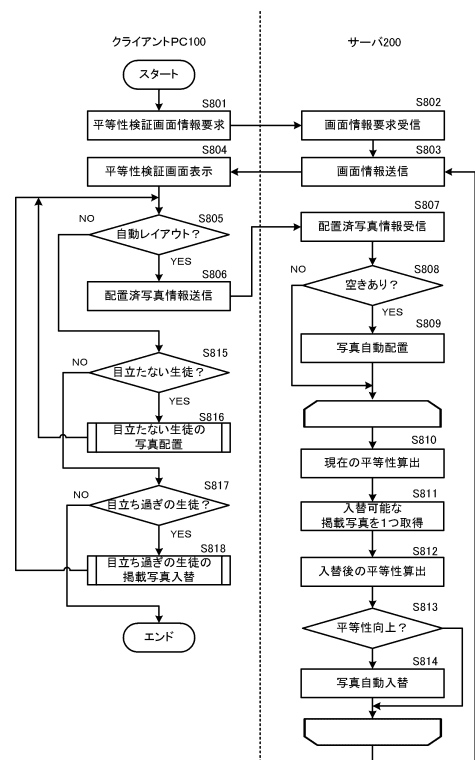 クライアントPC100
サーバ200
スタート
S801
平等性検証画面情報要求
S802
画面情報要求受信
S803
画面情報送信
S804
平等性検証画面表示
NO
S805
自動レイアウト？
YES
S806
配置済写真情報送信
S807
配置済写真情報受信
NO
S808
空きあり？
YES
S809
写真自動配置
NO
S815
目立たない生徒？
YES
S816
目立たない生徒の
写真配置
S810
現在の平等性算出
S811
入替可能な
掲載写真を1つ取得
NO
S817
目立ち過ぎの生徒？
YES
S818
目立ち過ぎの生徒の
掲載写真入替
S812
入替後の平等性算出
S813
平等性向上？
S814
写真自動入替
エンド